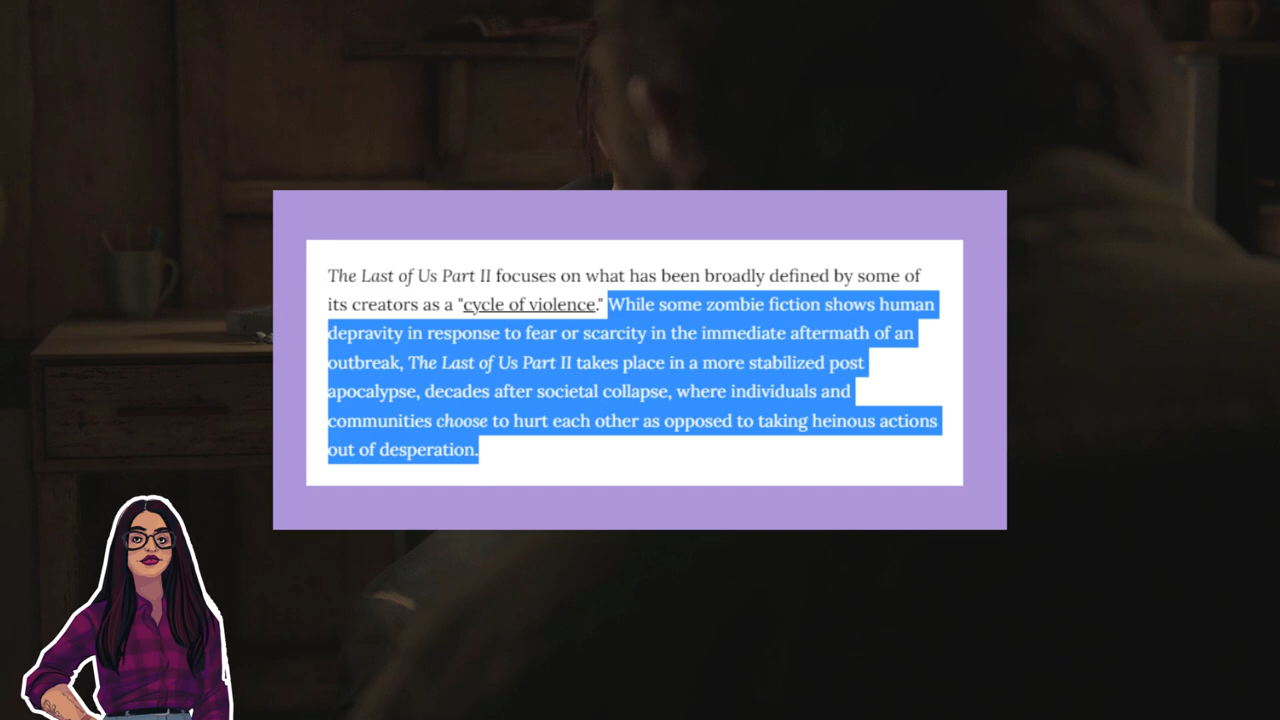 The Last of Us Part II focuses on what has been broadly defined by some of
its creators as a "cycle of violence." While some zombie fiction shows human
depravity in response to fear or scarcity in the immediate aftermath of an
outbreak, The Last of Us Part II takes place in a more stabilized post
apocalypse, decades after societal collapse, where individuals and
communities choose to hurt each other as opposed to taking heinous actions
out of desperation.